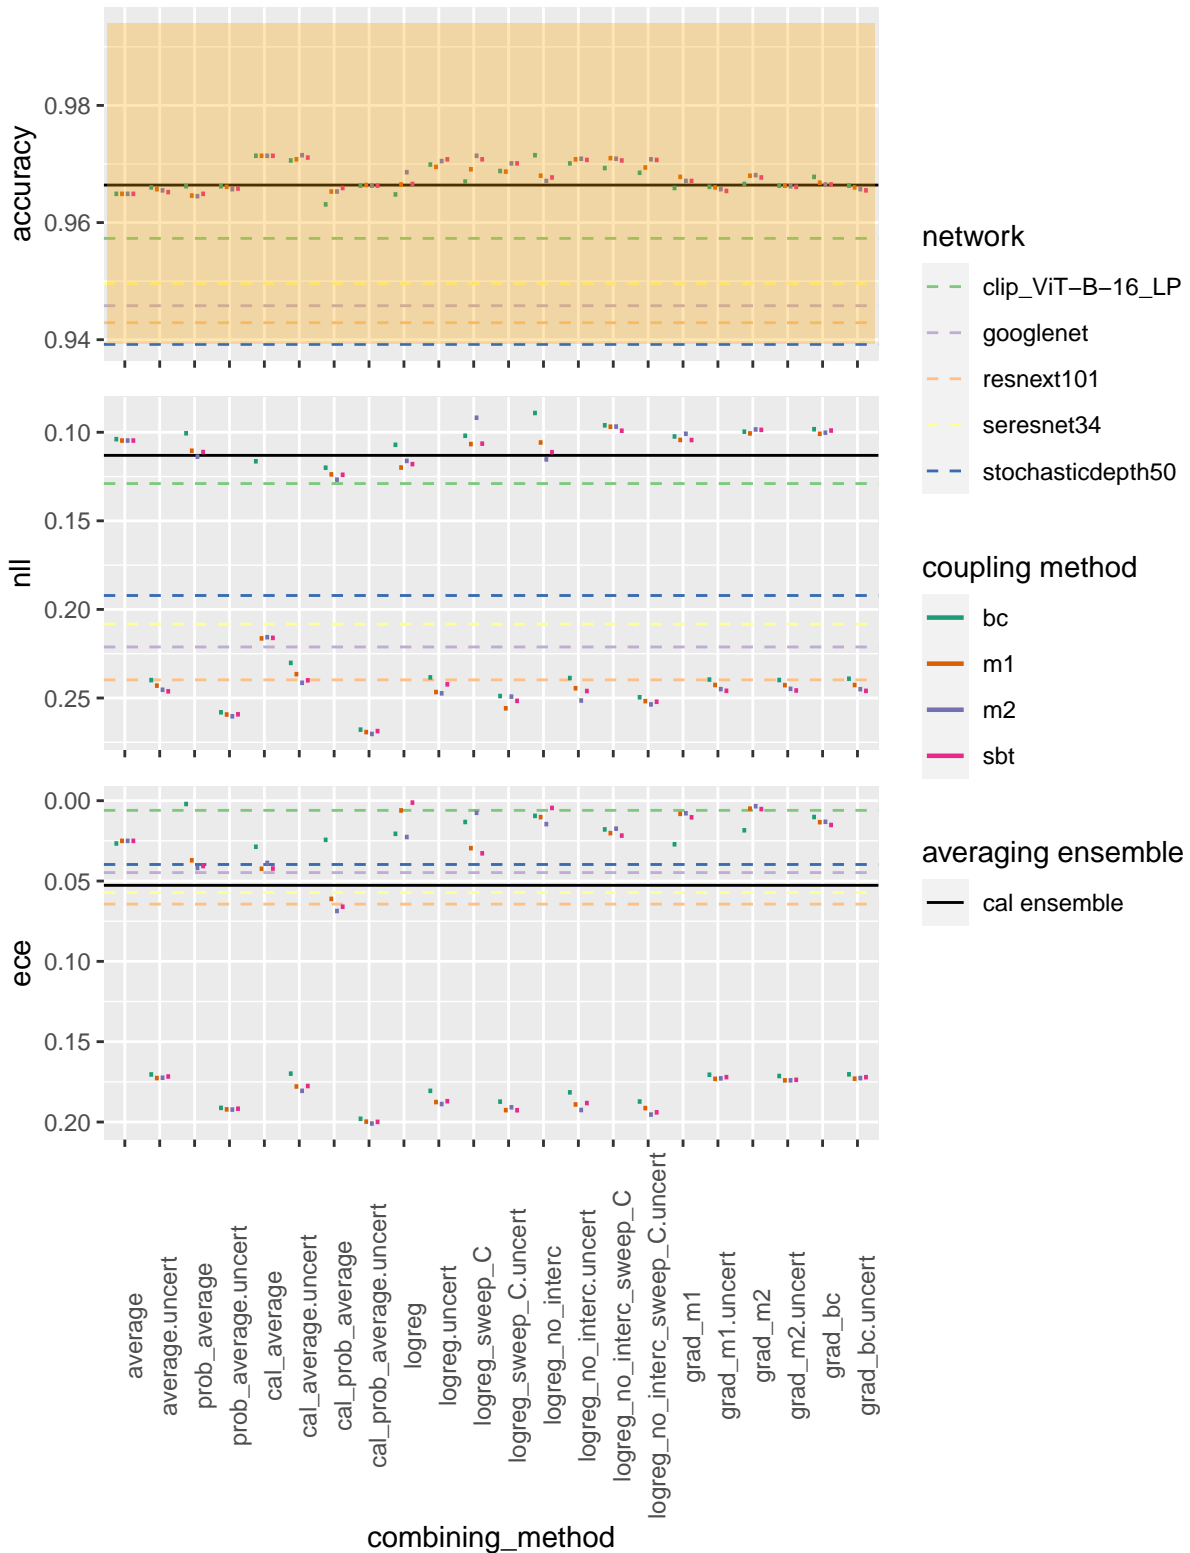 accuracy
0.98
0.96
0.94
nll
0.10
0.15
0.20
0.25
ece
0.00
0.05
0.10
0.15
0.20
average
average.uncert
prob_average
prob_average.uncert
cal_average
cal_average.uncert
cal_prob_average
cal_prob_average.uncert
logreg
logreg.uncert
logreg_sweep_C
logreg_sweep_C.uncert
logreg_no_interc
logreg_no_interc.uncert
logreg_no_interc_sweep_C
logreg_no_interc_sweep_C.uncert
grad_m1
grad_m1.uncert
grad_m2
grad_m2.uncert
grad_bc
grad_bc.uncert
combining_method
network
clip_ViT−B−16_LP
googlenet
resnext101
seresnet34
stochasticdepth50
coupling method
bc
m1
m2
sbt
averaging ensemble
cal ensemble